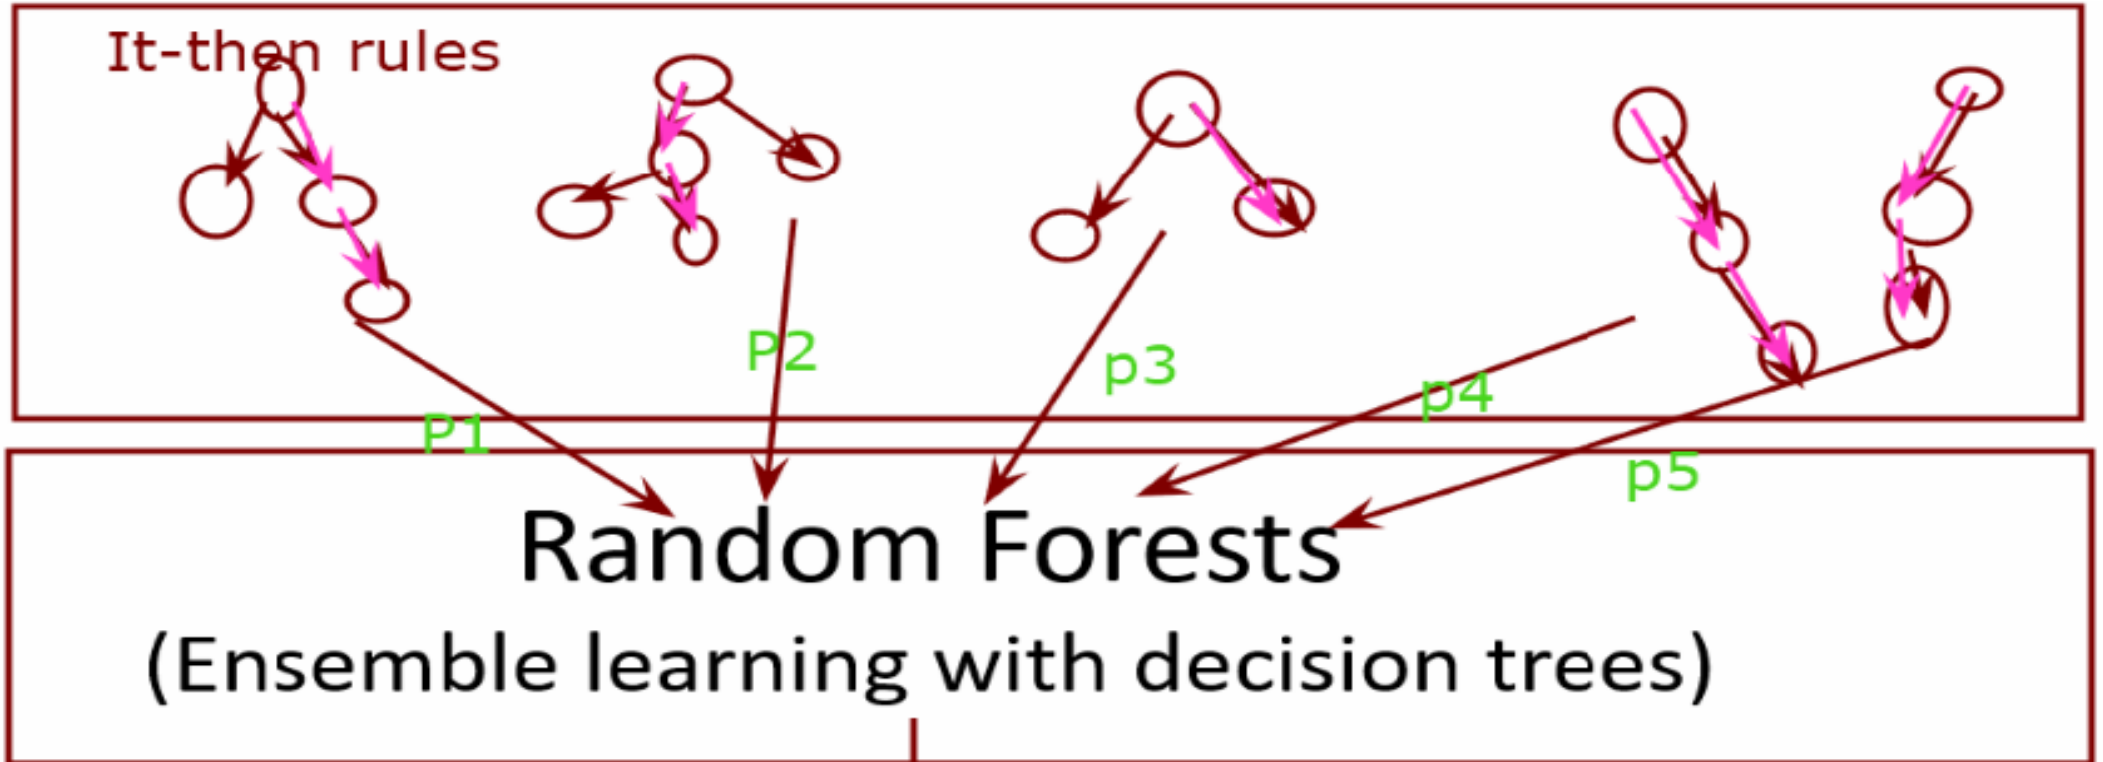 It-then rules
P2
p3
p4
P1
p5
Random Forests
(Ensemble learning with decision trees)